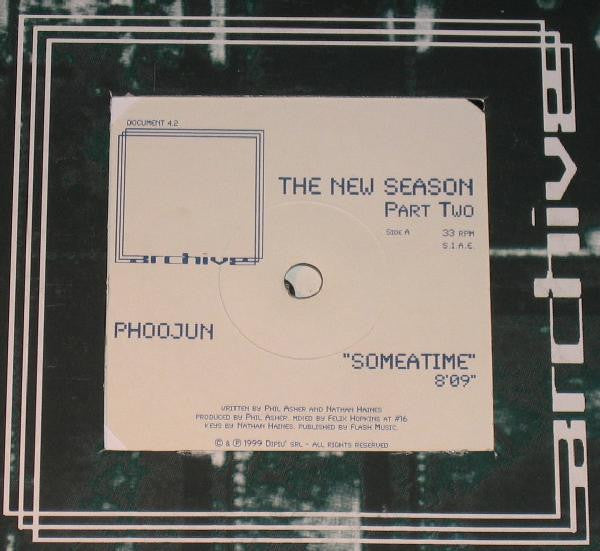 DOCUMENT 4.2
archive
THE NEW SEASON
PART TWO
SIDE A 33 RPM
S.I.A.E.
PHOOJUN
"SOMEATIME"
8'09"
WRITTEN BY PHIL ASHER AND NATHAN HAINES
PRODUCED BY PHIL ASHER. MIXED BY FELIX HOPKINS AT #16
KEYS BY NATHAN HAINES. PUBLISHED BY FLASH MUSIC.
© & ℗ 1999 DIPIU' SRL - ALL RIGHTS RESERVED
archive